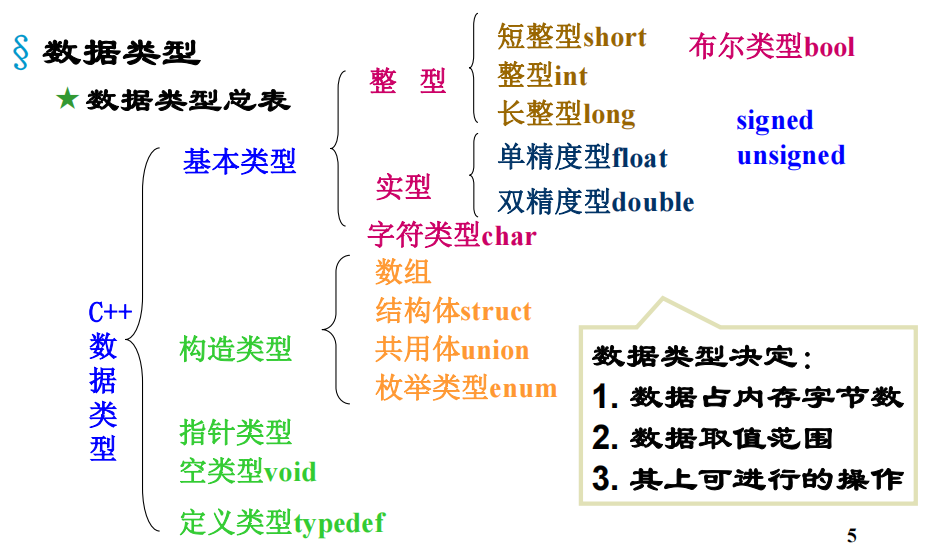 § 数据类型
★ 数据类型总表
C++数据类型
基本类型
整 型
短整型short
整型int
长整型long
布尔类型bool
signed
unsigned
实型
单精度型float
双精度型double
字符类型char
构造类型
数组
结构体struct
共用体union
枚举类型enum
指针类型
空类型void
定义类型typedef
数据类型决定：
1. 数据占内存字节数
2. 数据取值范围
3. 其上可进行的操作
5